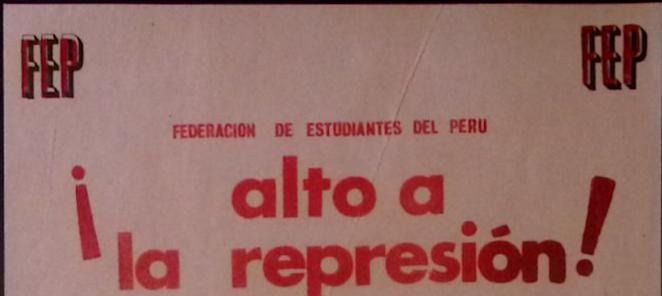 FEP FEP
FEDERACION DE ESTUDIANTES DEL PERU
¡alto a
la represión!